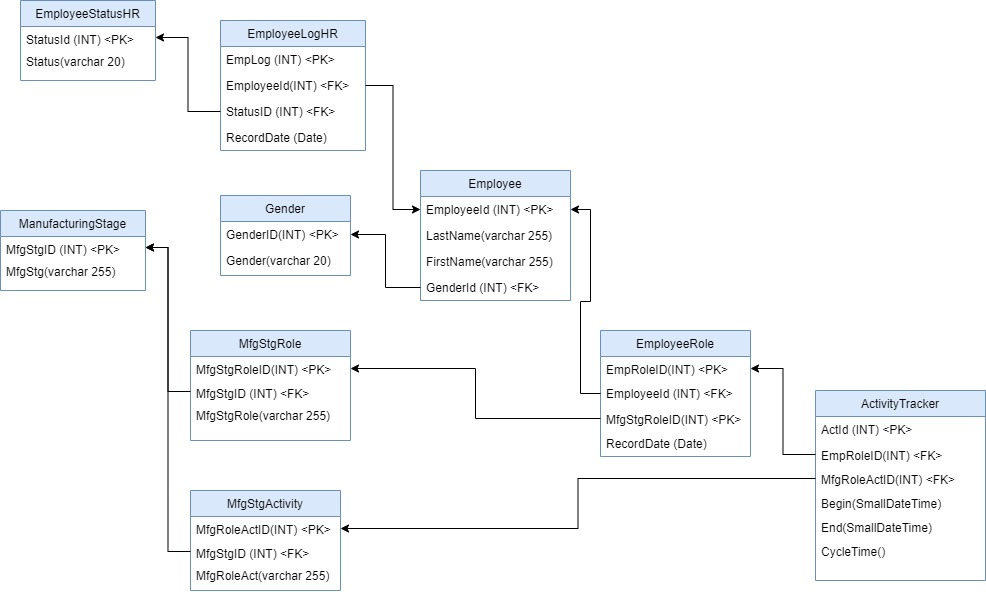 EmployeeStatusHR
StatusId (INT) <PK>
Status(varchar 20)
EmployeeLogHR
EmpLog (INT) <PK>
EmployeeId(INT) <FK>
StatusID (INT) <FK>
RecordDate (Date)
Employee
EmployeeId (INT) <PK>
LastName(varchar 255)
FirstName(varchar 255)
GenderId (INT) <FK>
Gender
GenderID(INT) <PK>
Gender(varchar 20)
ManufacturingStage
MfgStgID (INT) <PK>
MfgStg(varchar 255)
MfgStgRole
MfgStgRoleID(INT) <PK>
MfgStgID (INT) <FK>
MfgStgRole(varchar 255)
EmployeeRole
EmpRoleID(INT) <PK>
EmployeeId (INT) <FK>
MfgStgRoleID(INT) <PK>
RecordDate (Date)
ActivityTracker
ActId (INT) <PK>
EmpRoleID(INT) <FK>
MfgRoleActID(INT) <FK>
Begin(SmallDateTime)
End(SmallDateTime)
CycleTime()
MfgStgActivity
MfgRoleActID(INT) <PK>
MfgStgID (INT) <FK>
MfgRoleAct(varchar 255)